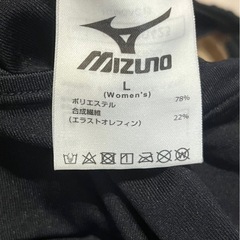 MIZUNO
L
(Women's)
ポリエステル 78%
合成繊維 22%
(エラストオレフィン)